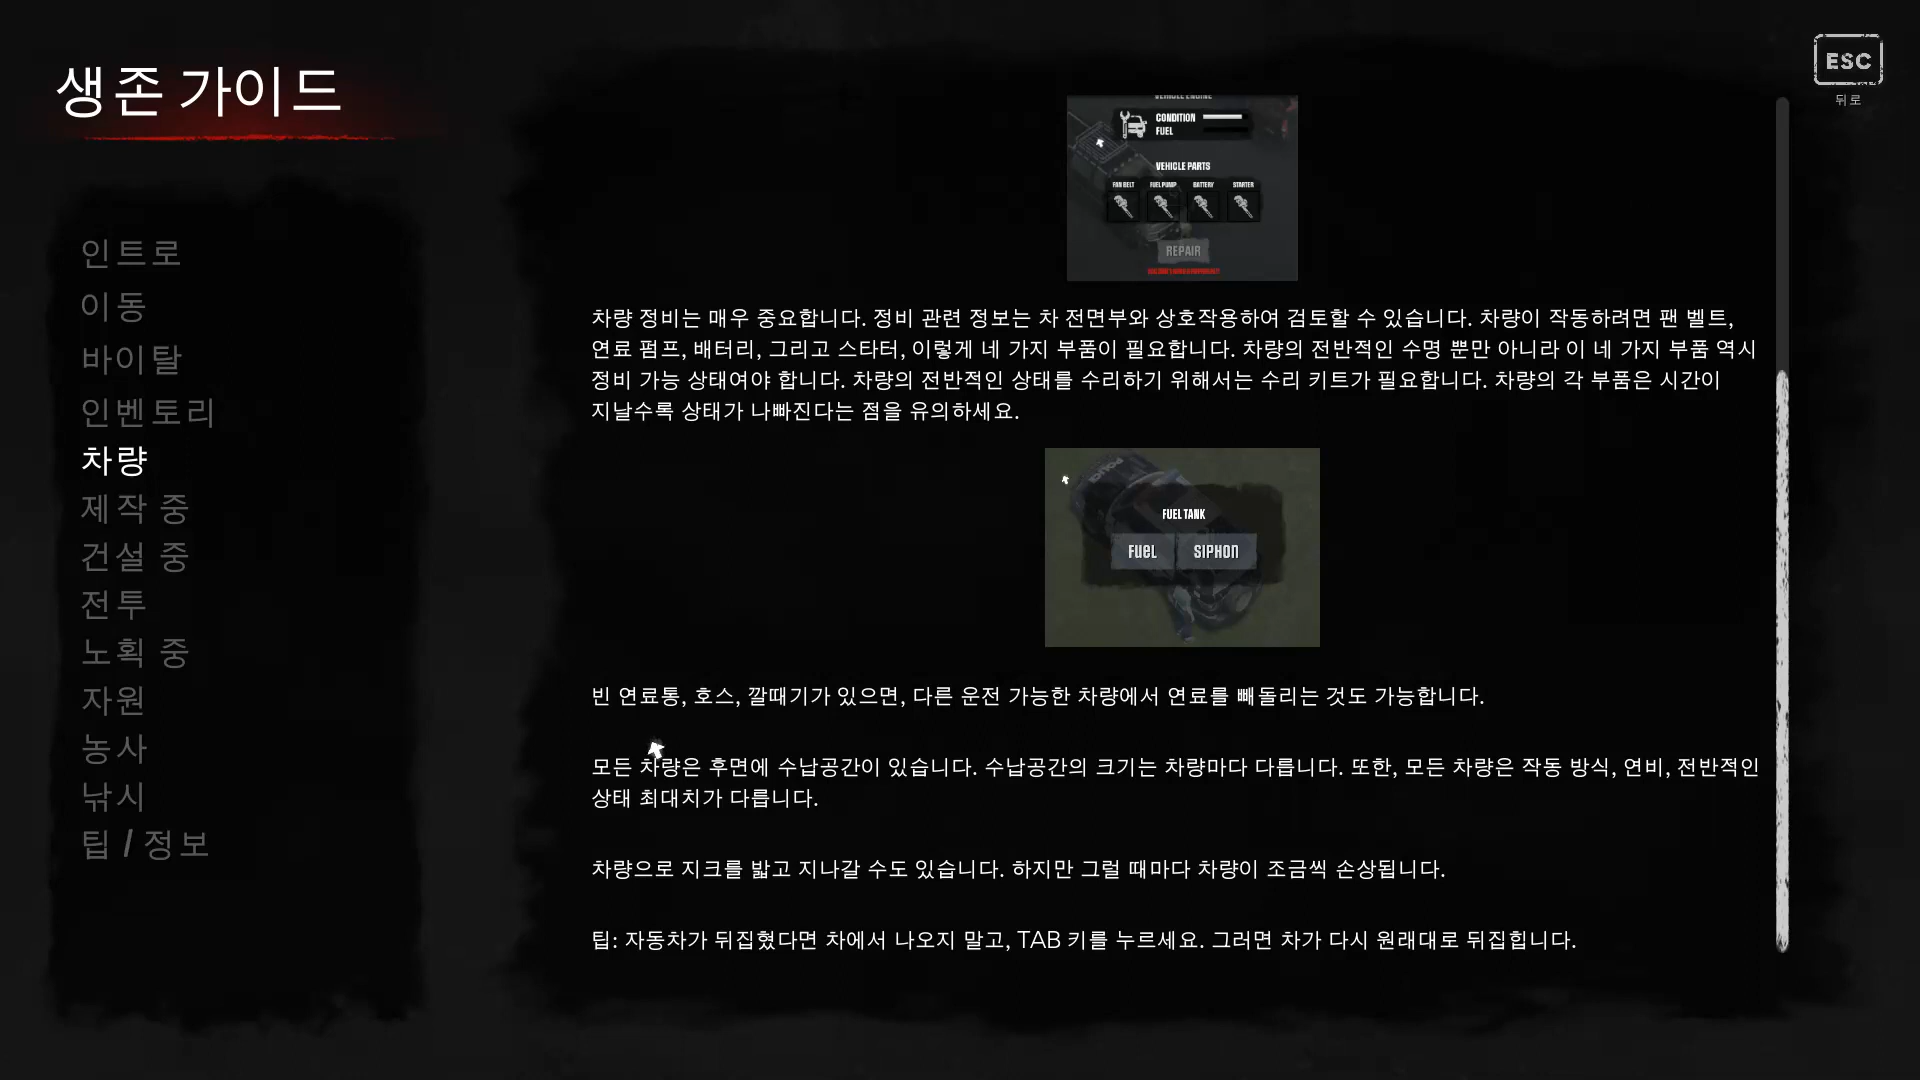 생존 가이드
ESC
뒤로
인트로
이동
바이탈
인벤토리
차량
제작 중
건설 중
전투
노획 중
자원
농사
낚시
팁 / 정보
VEHICLE ENGINE
CONDITION
FUEL
VEHICLE PARTS
FAN BELT FUEL PUMP BATTERY STARTER
REPAIR
차량 정비는 매우 중요합니다. 정비 관련 정보는 차 전면부와 상호작용하여 검토할 수 있습니다. 차량이 작동하려면 팬 벨트,
연료 펌프, 배터리, 그리고 스타터, 이렇게 네 가지 부품이 필요합니다. 차량의 전반적인 수명 뿐만 아니라 이 네 가지 부품 역시
정비 가능 상태여야 합니다. 차량의 전반적인 상태를 수리하기 위해서는 수리 키트가 필요합니다. 차량의 각 부품은 시간이
지날수록 상태가 나빠진다는 점을 유의하세요.
POLICE
FUEL TANK
FUEL SIPHON
빈 연료통, 호스, 깔때기가 있으면, 다른 운전 가능한 차량에서 연료를 빼돌리는 것도 가능합니다.
모든 차량은 후면에 수납공간이 있습니다. 수납공간의 크기는 차량마다 다릅니다. 또한, 모든 차량은 작동 방식, 연비, 전반적인
상태 최대치가 다릅니다.
차량으로 지크를 밟고 지나갈 수도 있습니다. 하지만 그럴 때마다 차량이 조금씩 손상됩니다.
팁: 자동차가 뒤집혔다면 차에서 나오지 말고, TAB 키를 누르세요. 그러면 차가 다시 원래대로 뒤집힙니다.